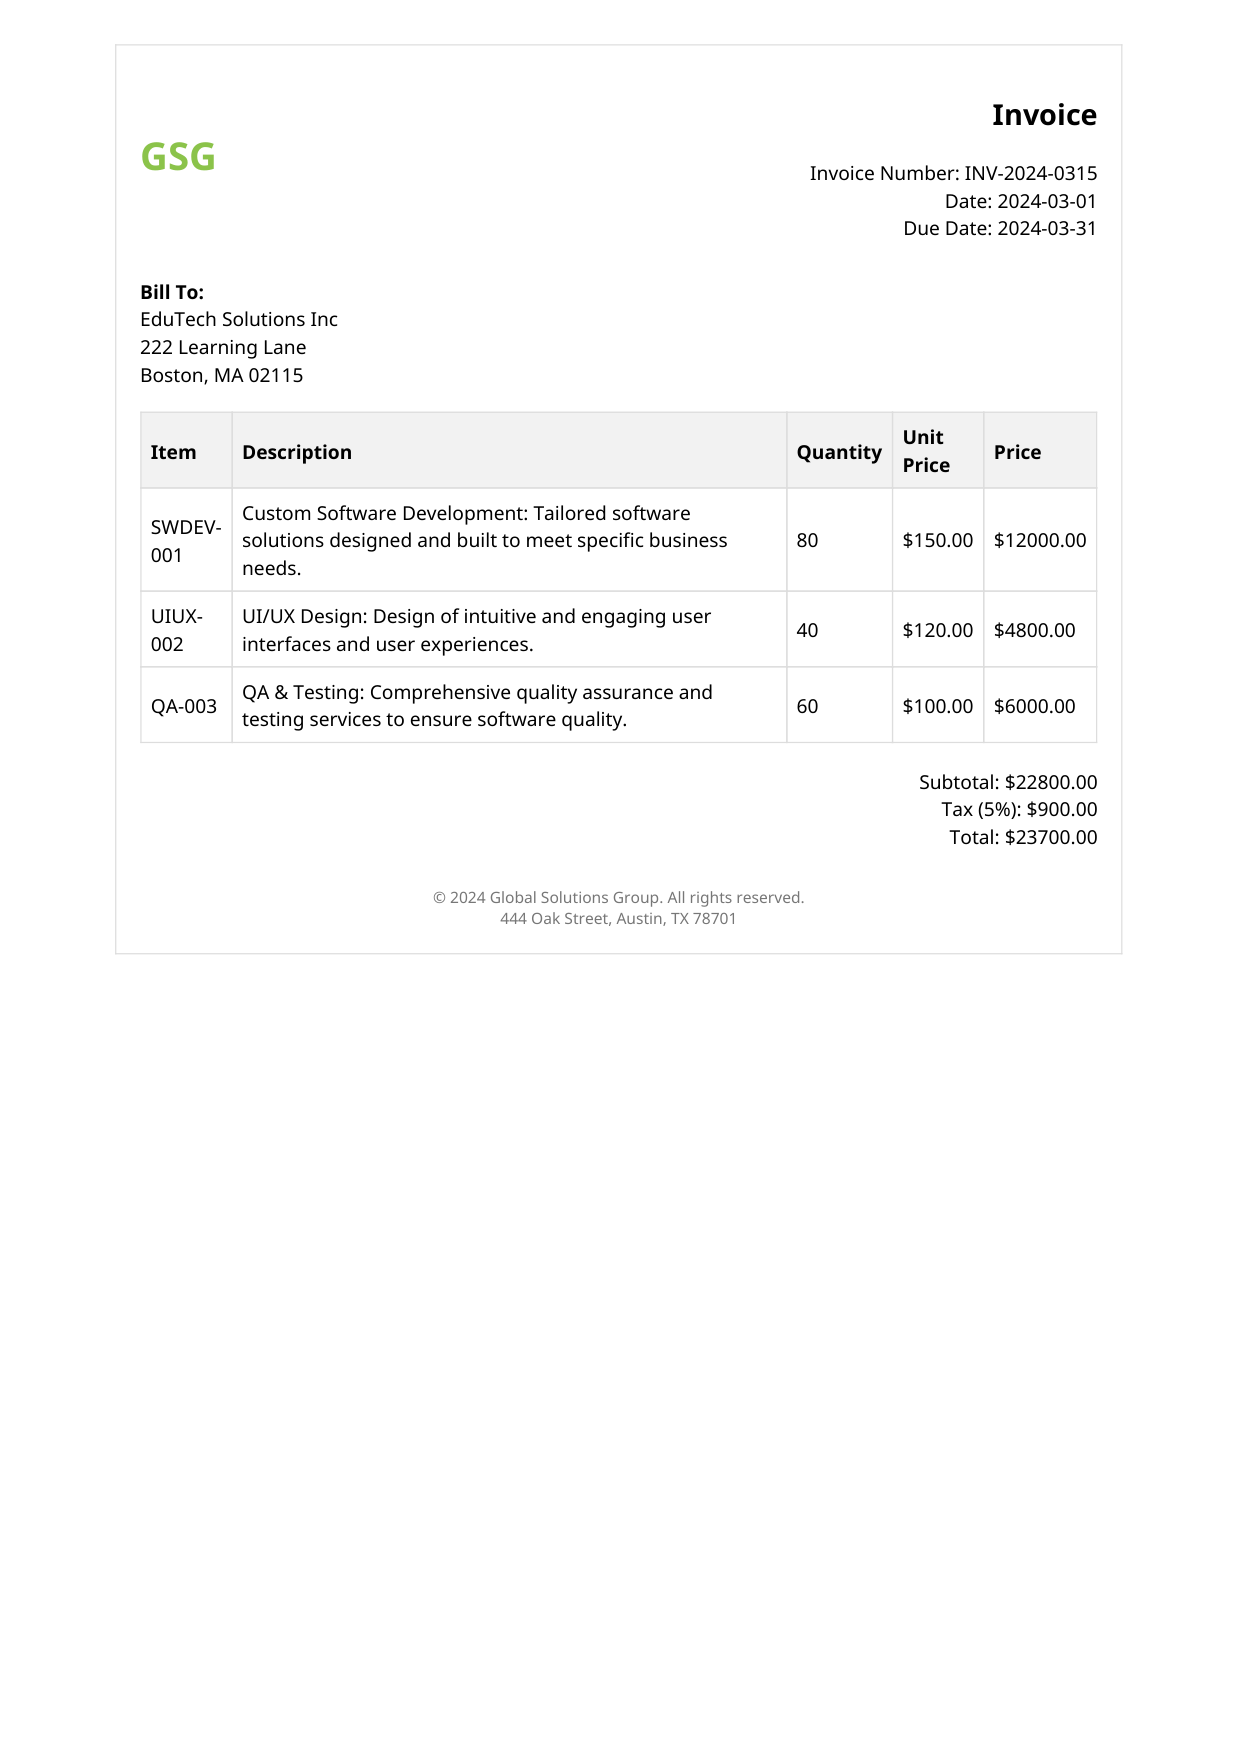 GSG
Invoice
Invoice Number: INV-2024-0315
Date: 2024-03-01
Due Date: 2024-03-31
Bill To:
EduTech Solutions Inc
222 Learning Lane
Boston, MA 02115
Item Description Quantity Unit Price Price
SWDEV-001 Custom Software Development: Tailored software
solutions designed and built to meet specific business
needs. 80 $150.00 $12000.00
UIUX-002 UI/UX Design: Design of intuitive and engaging user
interfaces and user experiences. 40 $120.00 $4800.00
QA-003 QA & Testing: Comprehensive quality assurance and
testing services to ensure software quality. 60 $100.00 $6000.00
Subtotal: $22800.00
Tax (5%): $900.00
Total: $23700.00
© 2024 Global Solutions Group. All rights reserved.
444 Oak Street, Austin, TX 78701